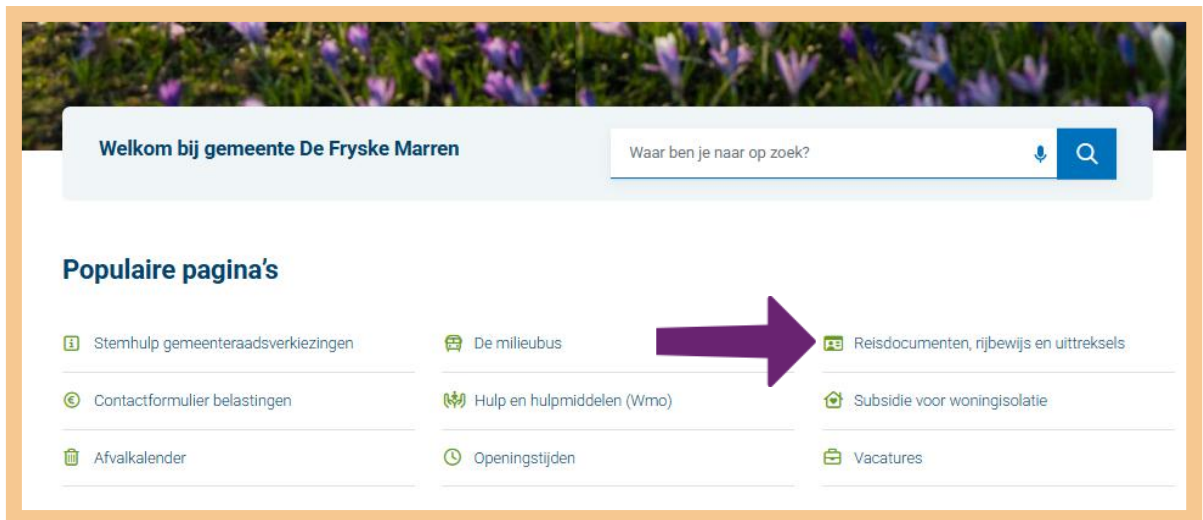 Welkom bij gemeente De Fryske Marren
Waar ben je naar op zoek?
Populaire pagina's
Stemhulp gemeenteraadsverkiezingen
De milieubus
Reisdocumenten, rijbewijs en uittreksels
Contactformulier belastingen
Hulp en hulpmiddelen (Wmo)
Subsidie voor woningisolatie
Afvalkalender
Openingstijden
Vacatures